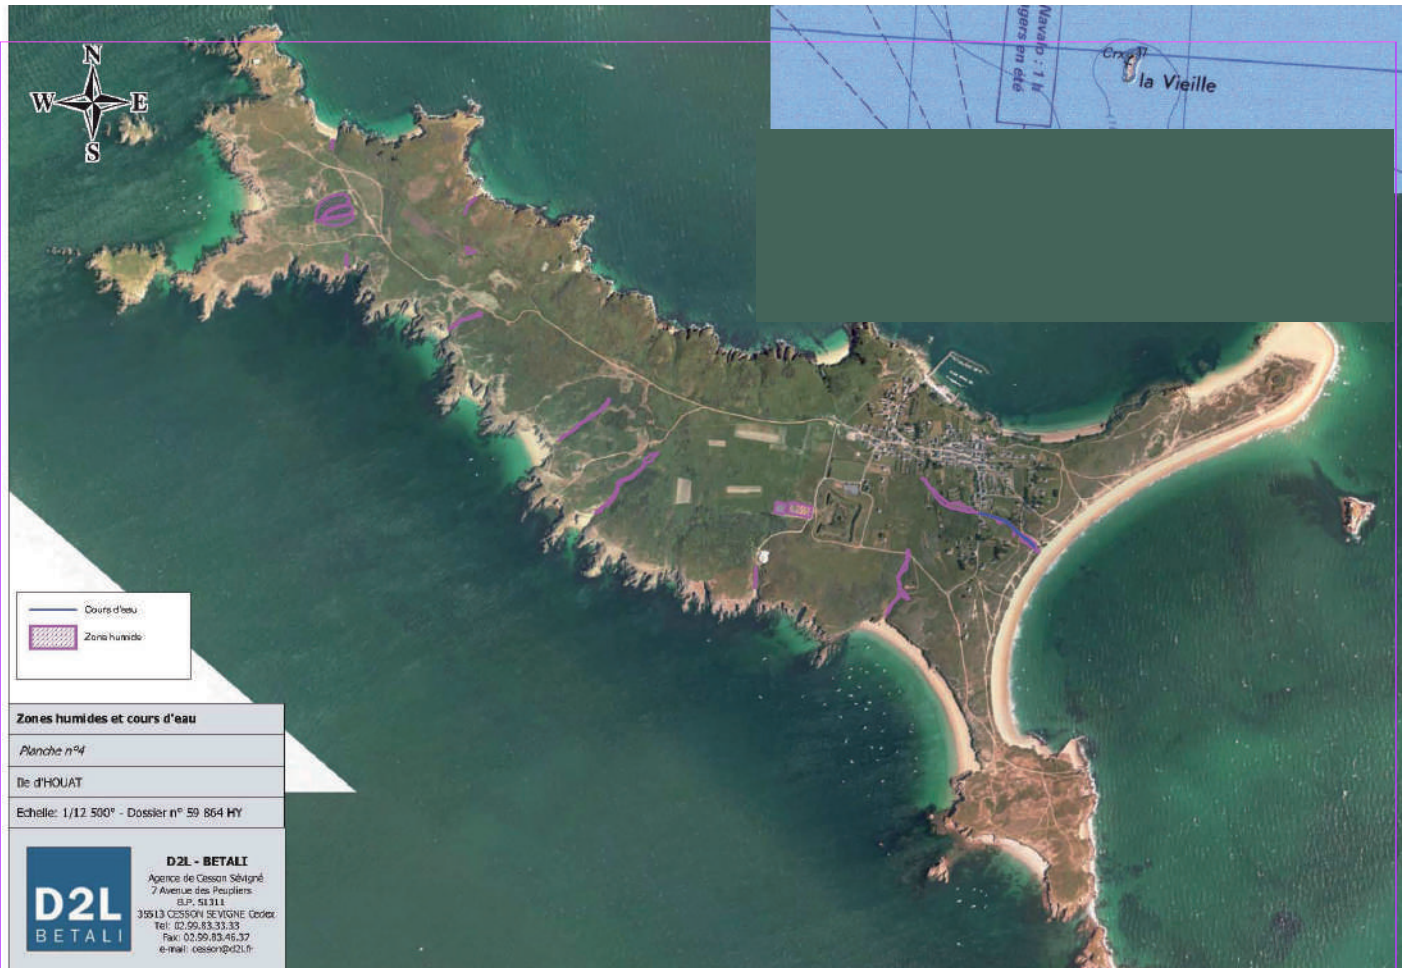 Navalo : 1 h
ngers en été
Crx
la Vieille
N
W E
S
Cours d'eau
Zone humide
Zones humides et cours d'eau
Planche n°4
Ile d'HOUAT
Echelle: 1/12 500° - Dossier n° 59 864 HY
D2L
BETALI
D2L - BETALI
Agence de Cesson Sévigné
7 Avenue des Peupliers
B.P. 51311
35513 CESSON SEVIGNE Cedex
Tel: 02.99.83.33.33
Fax: 02.99.83.46.37
e-mail: cesson@d2l.fr